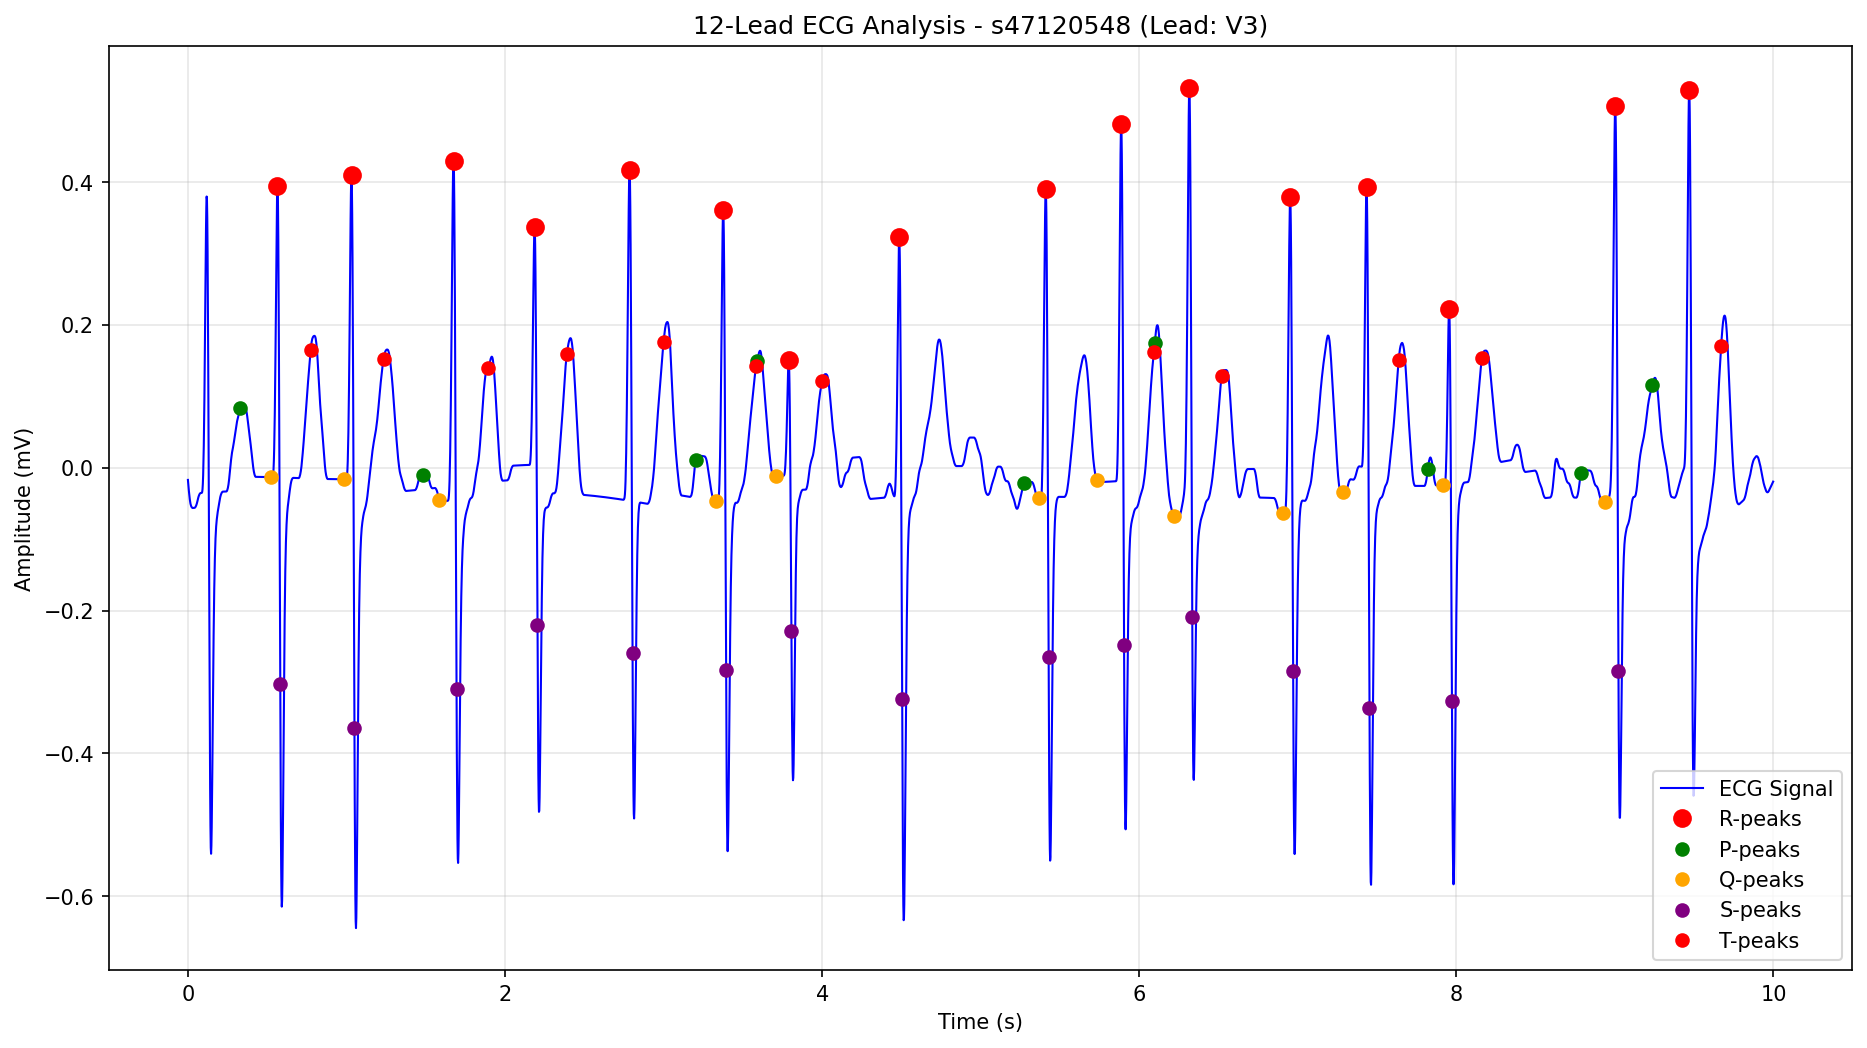 12-Lead ECG Analysis - s47120548 (Lead: V3)
Amplitude (mV)
0.4
0.2
0.0
−0.2
−0.4
−0.6
0 2 4 6 8 10
Time (s)
ECG Signal
R-peaks
P-peaks
Q-peaks
S-peaks
T-peaks